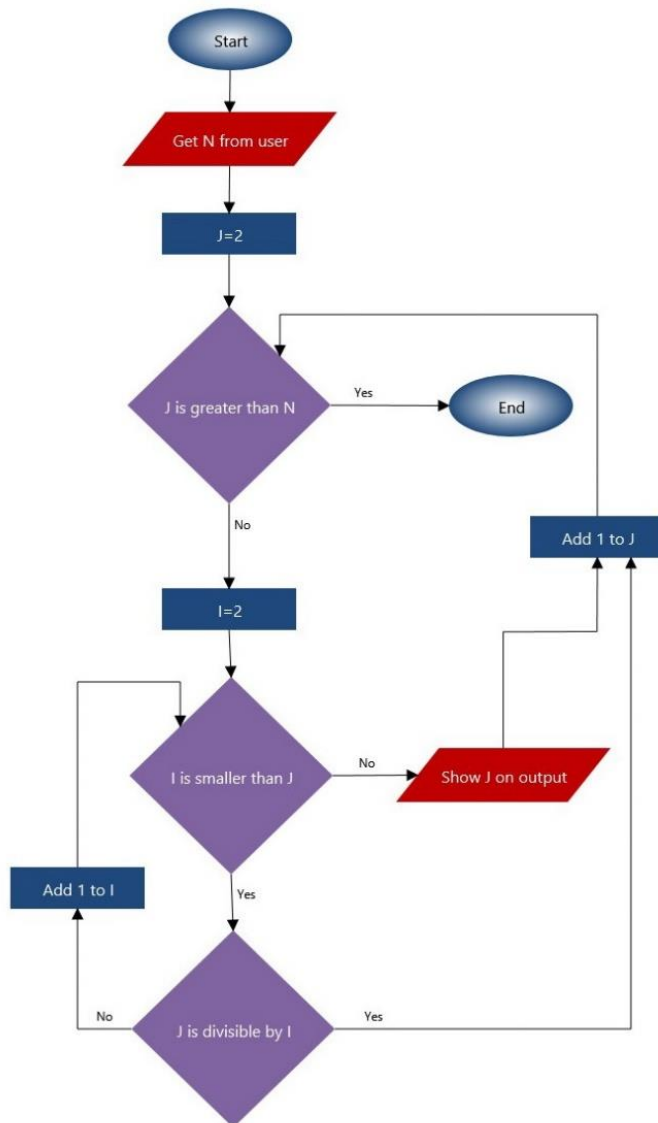 Start
Get N from user
J=2
J is greater than N
Yes
End
No
Add 1 to J
I=2
I is smaller than J
No
Show J on output
Add 1 to I
Yes
J is divisible by I
No
Yes